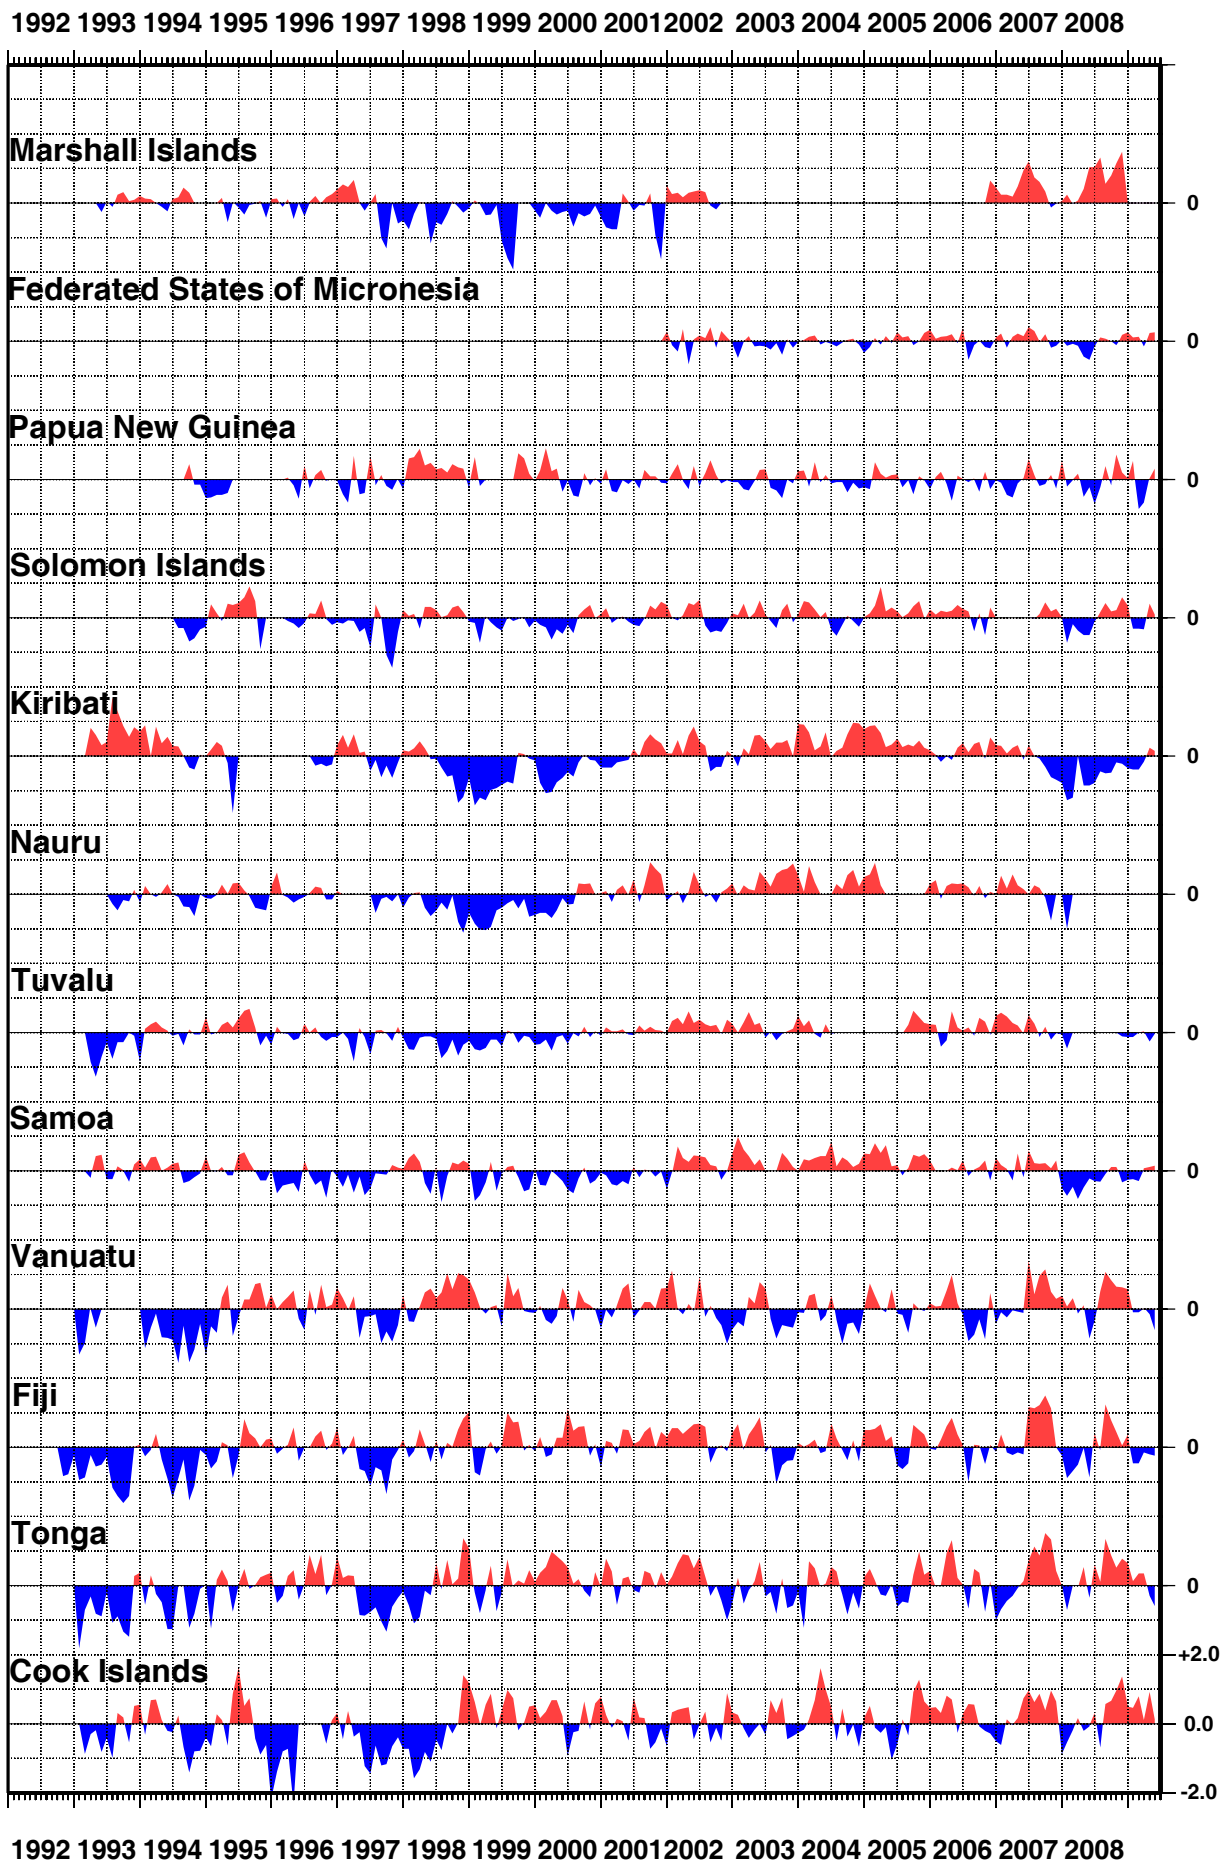 1992 1993 1994 1995 1996 1997 1998 1999 2000 2001 2002 2003 2004 2005 2006 2007 2008
Marshall Islands
0
Federated States of Micronesia
0
Papua New Guinea
0
Solomon Islands
0
Kiribati
0
Nauru
0
Tuvalu
0
Samoa
0
Vanuatu
0
Fiji
0
Tonga
0
+2.0
Cook Islands
0.0
-2.0
1992 1993 1994 1995 1996 1997 1998 1999 2000 2001 2002 2003 2004 2005 2006 2007 2008